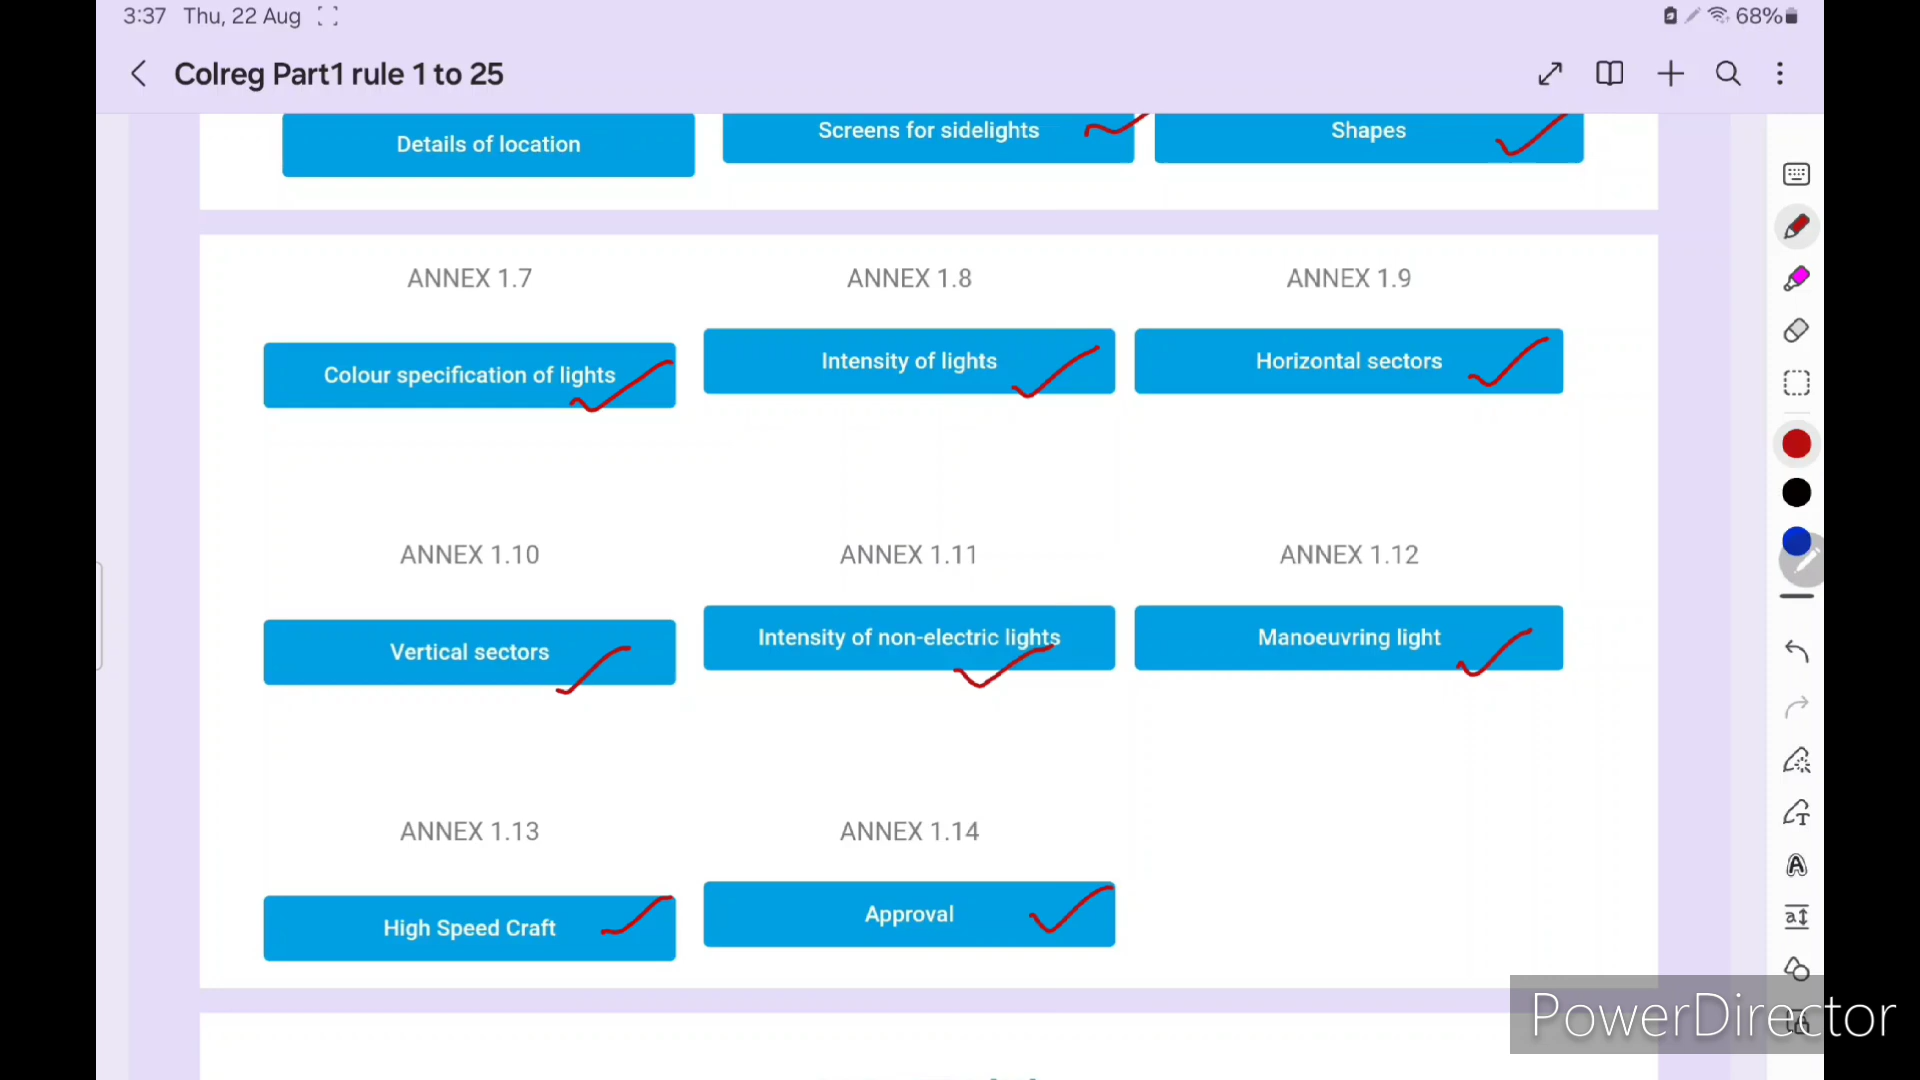 3:37 Thu, 22 Aug
68%
Colreg Part1 rule 1 to 25
Details of location
Screens for sidelights
Shapes
ANNEX 1.7
ANNEX 1.8
ANNEX 1.9
Colour specification of lights
Intensity of lights
Horizontal sectors
ANNEX 1.10
ANNEX 1.11
ANNEX 1.12
Vertical sectors
Intensity of non-electric lights
Manoeuvring light
ANNEX 1.13
ANNEX 1.14
High Speed Craft
Approval
PowerDirector